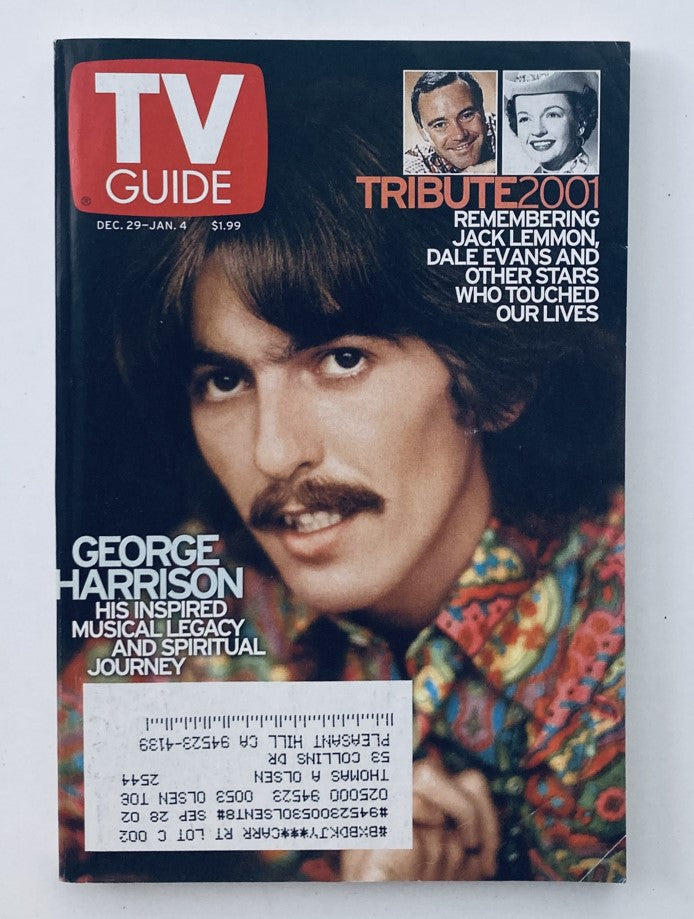 TV
GUIDE
®
DEC. 29–JAN. 4 $1.99
TRIBUTE2001
REMEMBERING
JACK LEMMON,
DALE EVANS AND
OTHER STARS
WHO TOUCHED
OUR LIVES
GEORGE
HARRISON
HIS INSPIRED
MUSICAL LEGACY
AND SPIRITUAL
JOURNEY
#BXBDKJY****CARR RT LOT C 002
#945230053OLSENT8# SEP 28 02
025000 94523 0053 OLSEN TOE
THOMAS A OLSEN 2544
53 COLLINS DR
PLEASANT HILL CA 94523-4139